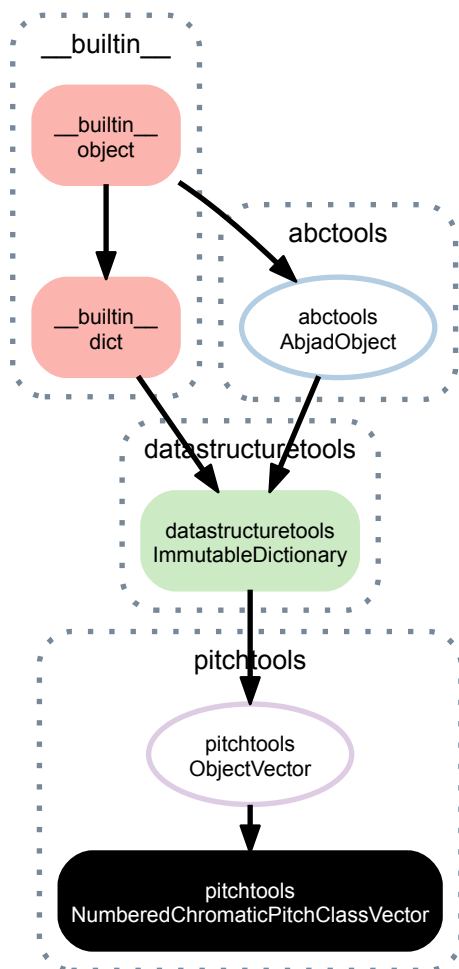 __builtin__
__builtin__
object
abctools
__builtin__
dict
abctools
AbjadObject
datastructuretools
datastructuretools
ImmutableDictionary
pitchtools
pitchtools
ObjectVector
pitchtools
NumberedChromaticPitchClassVector